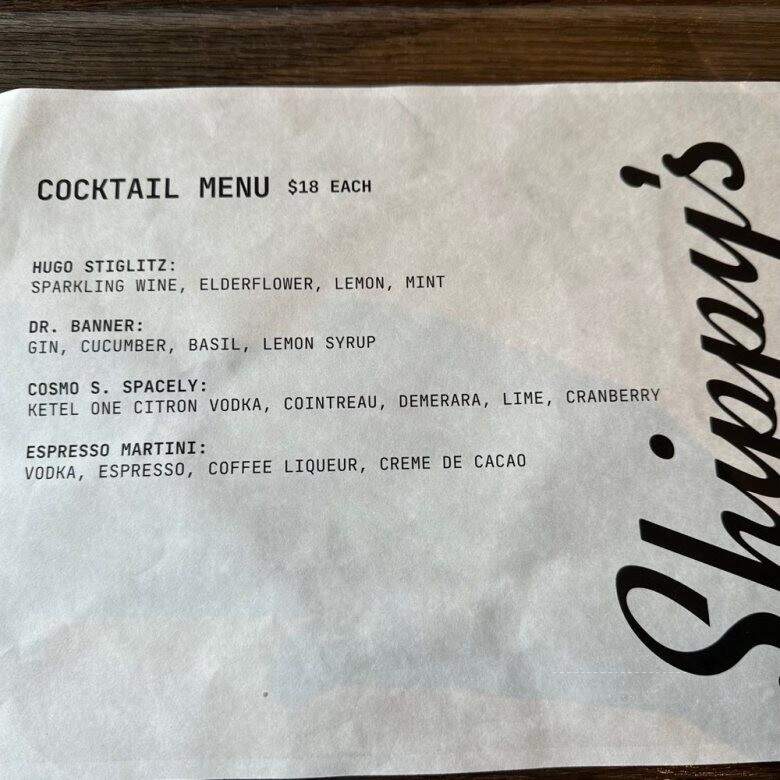 COCKTAIL MENU $18 EACH
HUGO STIGLITZ:
SPARKLING WINE, ELDERFLOWER, LEMON, MINT
DR. BANNER:
GIN, CUCUMBER, BASIL, LEMON SYRUP
COSMO S. SPACELY:
KETEL ONE CITRON VODKA, COINTREAU, DEMERARA, LIME, CRANBERRY
ESPRESSO MARTINI:
VODKA, ESPRESSO, COFFEE LIQUEUR, CREME DE CACAO
Shippy's